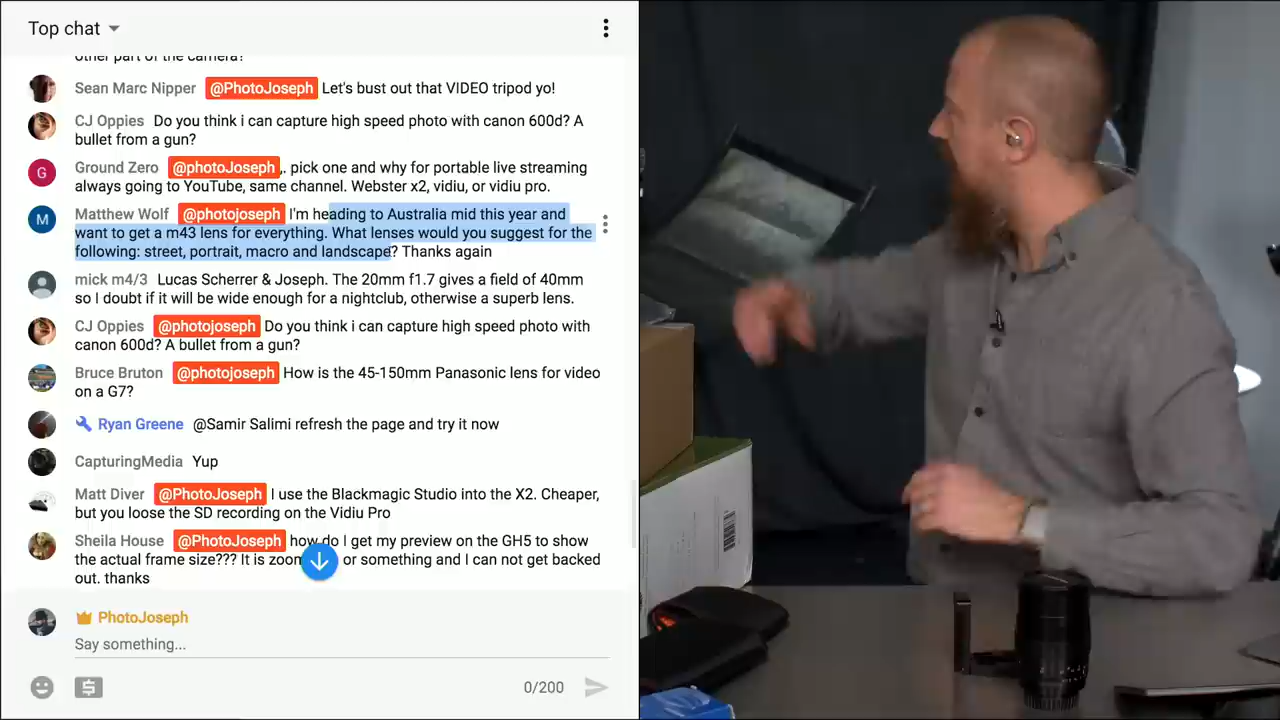 Top chat
other part of the camera?
Sean Marc Nipper @PhotoJoseph Let's bust out that VIDEO tripod yo!
CJ Oppies Do you think i can capture high speed photo with canon 600d? A
bullet from a gun?
G Ground Zero @photoJoseph,. pick one and why for portable live streaming
always going to YouTube, same channel. Webster x2, vidiu, or vidiu pro.
M Matthew Wolf @photojoseph I'm heading to Australia mid this year and
want to get a m43 lens for everything. What lenses would you suggest for the
following: street, portrait, macro and landscape? Thanks again
mick m4/3 Lucas Scherrer & Joseph. The 20mm f1.7 gives a field of 40mm
so I doubt if it will be wide enough for a nightclub, otherwise a superb lens.
CJ Oppies @photojoseph Do you think i can capture high speed photo with
canon 600d? A bullet from a gun?
Bruce Bruton @photojoseph How is the 45-150mm Panasonic lens for video
on a G7?
Ryan Greene @Samir Salimi refresh the page and try it now
CapturingMedia Yup
Matt Diver @PhotoJoseph I use the Blackmagic Studio into the X2. Cheaper,
but you loose the SD recording on the Vidiu Pro
Sheila House @PhotoJoseph how do I get my preview on the GH5 to show
the actual frame size??? It is zoom or something and I can not get backed
out. thanks
PhotoJoseph
Say something...
0/200